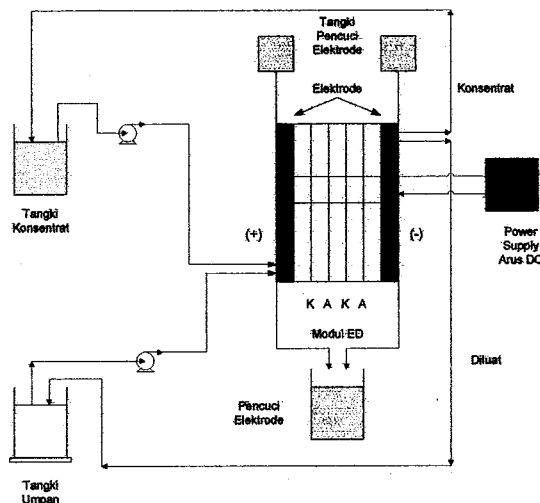 Tangki
Pencuci
Elektrode
Elektrode
Konsentrat
Tangki
Konsentrat
(+)
(-)
Power
Supply
Arus DC
K A K A
Modul ED
Diluat
Pencuci
Elektrode
Tangki
Umpan